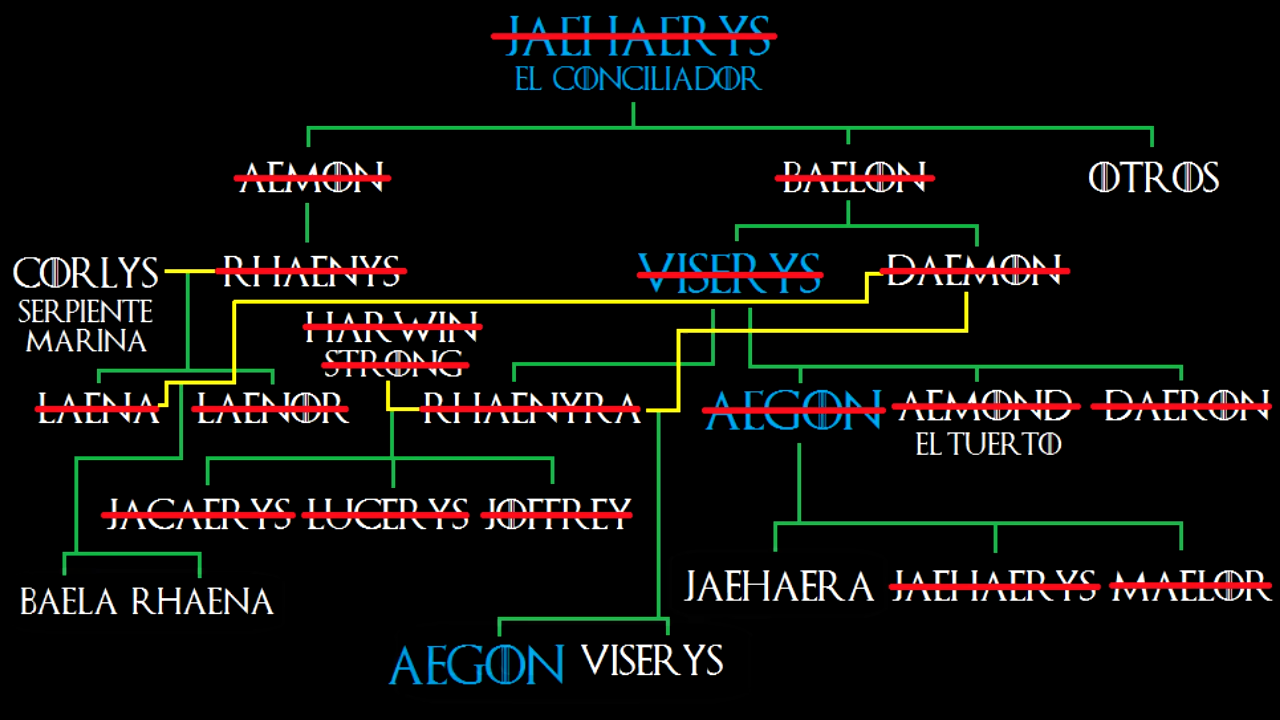 JAEHAERYS
EL CONCILIADOR
AEMON
BAELON
OTROS
CORLYS
SERPIENTE
MARINA
RHAENYS
VISERYS
DAEMON
HARWIN
STRONG
LAENA
LAENOR
RHAENYRA
AEGON
AEMOND
EL TUERTO
DAERON
JACAERYS
LUCERYS
JOFFREY
BAELA
RHAENA
JAEHAERA
JAEHAERYS
MAELOR
AEGON
VISERYS